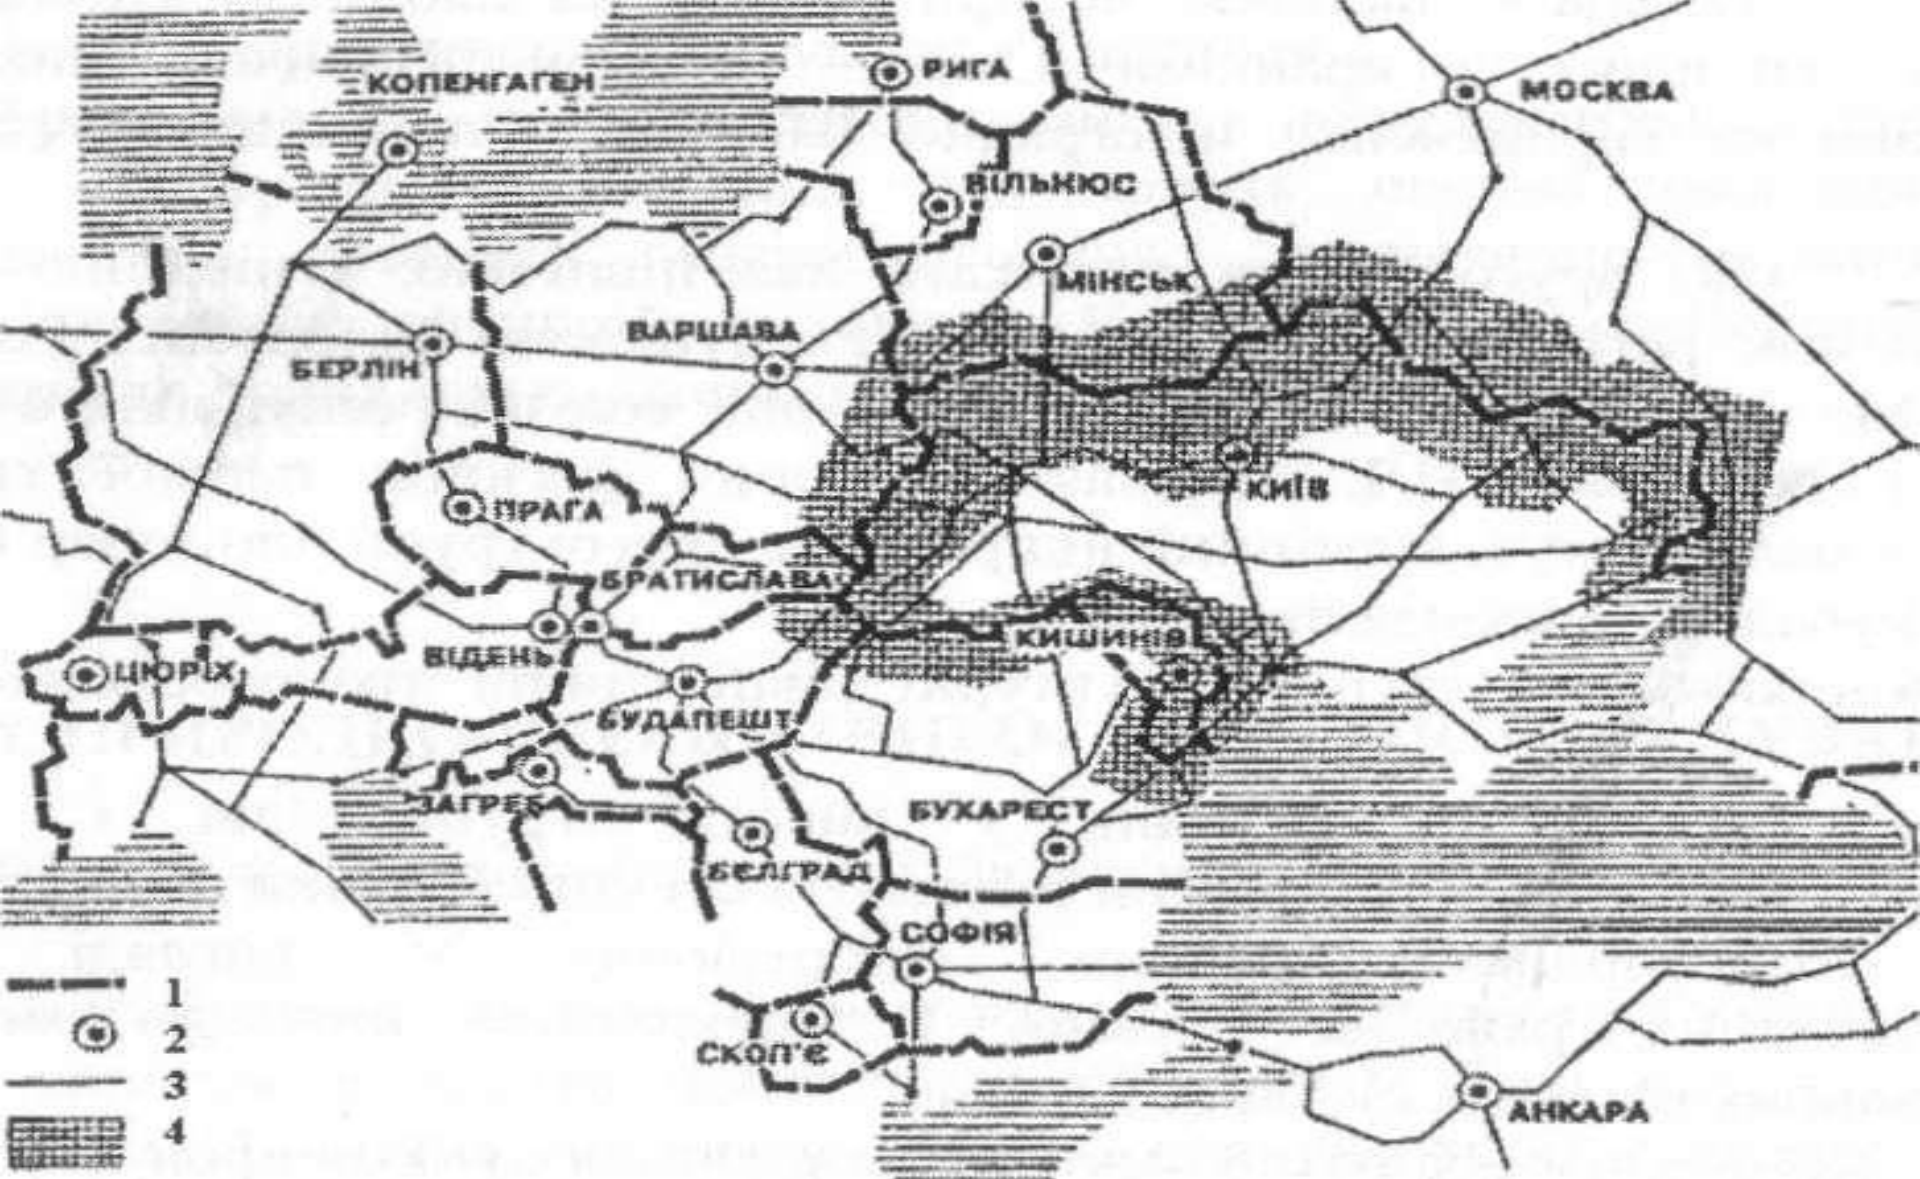 КОПЕНГАГЕН
РИГА
МОСКВА
ВІЛЬНЮС
МІНСЬК
ВАРШАВА
БЕРЛІН
КИЇВ
ПРАГА
БРАТИСЛАВА
КИШИНІВ
ВІДЕНЬ
ЦЮРІХ
БУДАПЕШТ
ЗАГРЕБ
БУХАРЕСТ
БЄЛГРАД
СОФІЯ
СКОП'Є
АНКАРА
1
2
3
4